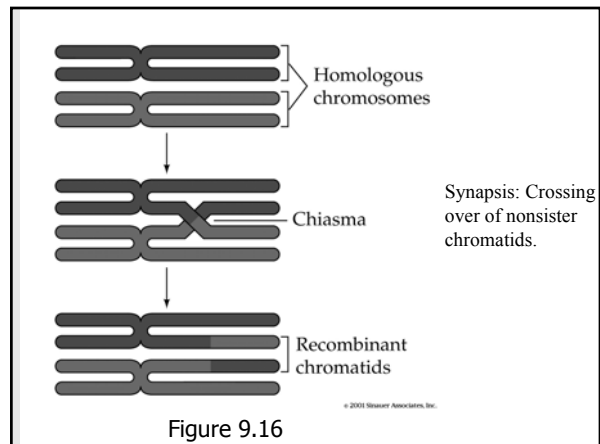 Homologous
chromosomes
Chiasma
Synapsis: Crossing
over of nonsister
chromatids.
Recombinant
chromatids
© 2001 Sinauer Associates, Inc.
Figure 9.16